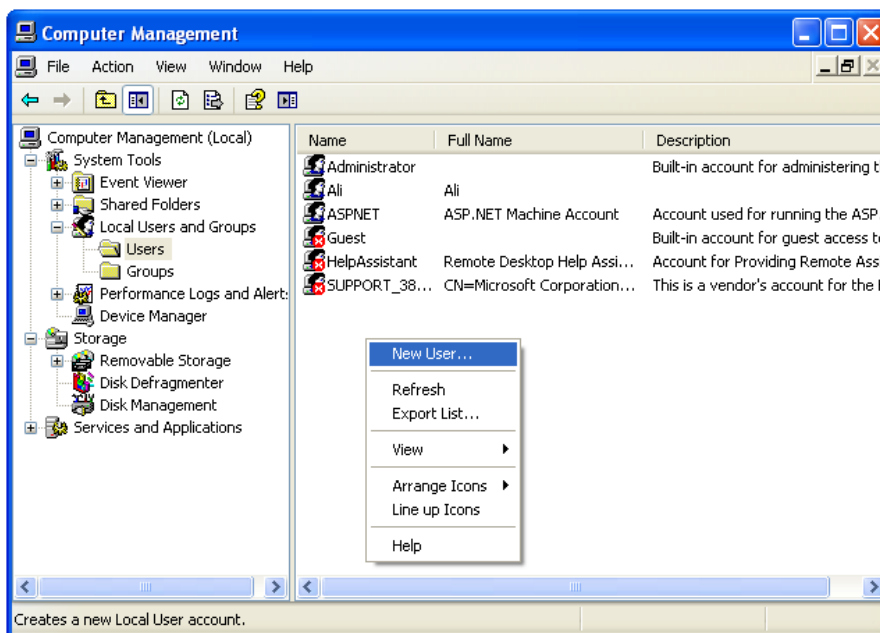 Computer Management
File Action View Window Help
Computer Management (Local)
System Tools
Event Viewer
Shared Folders
Local Users and Groups
Users
Groups
Performance Logs and Alert
Device Manager
Storage
Removable Storage
Disk Defragmenter
Disk Management
Services and Applications
Name Full Name Description
Administrator Built-in account for administering t
Ali Ali
ASPNET ASP.NET Machine Account Account used for running the ASP
Guest Built-in account for guest access t
HelpAssistant Remote Desktop Help Assi... Account for Providing Remote Ass
SUPPORT_38... CN=Microsoft Corporation... This is a vendor's account for the
New User...
Refresh
Export List...
View
Arrange Icons
Line up Icons
Help
Creates a new Local User account.